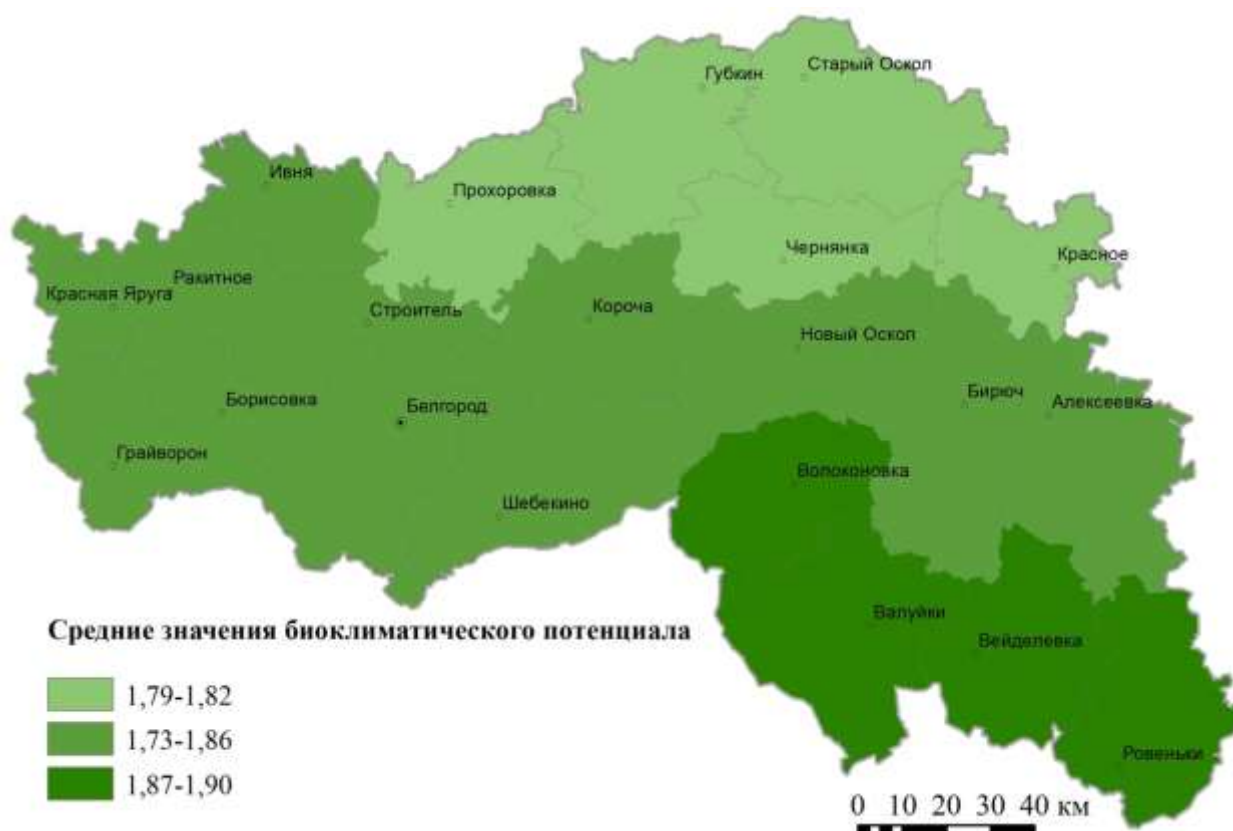 Губкин
Старый Оскол
Ивня
Прохоровка
Чернянка
Красное
Ракитное
Красная Яруга
Строитель
Короча
Новый Оскол
Борисовка
Белгород
Бирюч
Алексеевка
Грайворон
Волоконовка
Шебекино
Валуйки
Вейделевка
Ровеньки
Средние значения биоклиматического потенциала
1,79-1,82
1,73-1,86
1,87-1,90
0 10 20 30 40 км